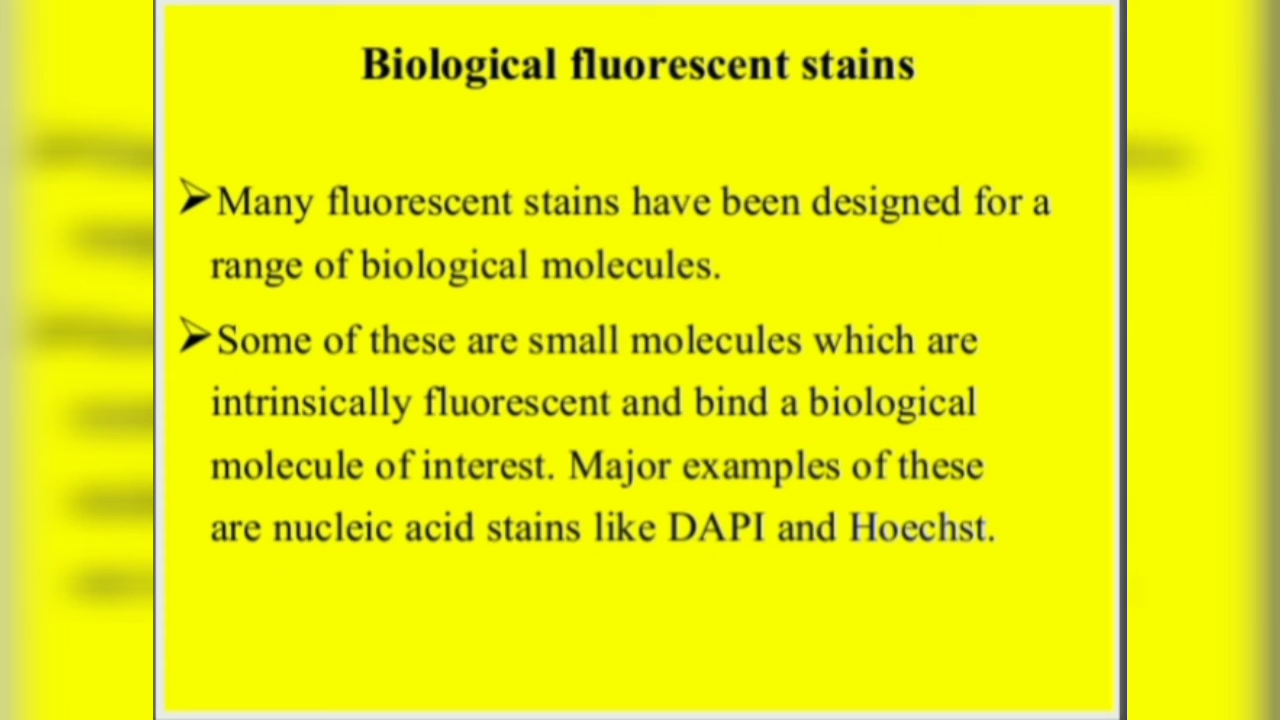 Biological fluorescent stains
➢Many fluorescent stains have been designed for a
range of biological molecules.
➢Some of these are small molecules which are
intrinsically fluorescent and bind a biological
molecule of interest. Major examples of these
are nucleic acid stains like DAPI and Hoechst.